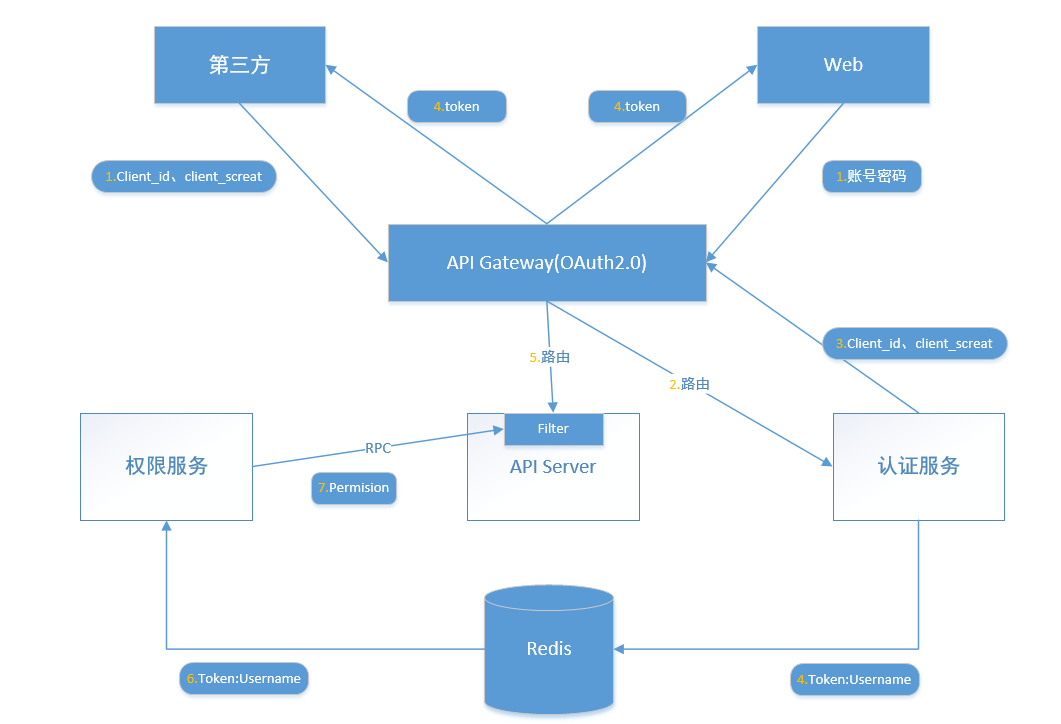 第三方
Web
4.token
4.token
1.Client_id、client_screat
1.账号密码
API Gateway(OAuth2.0)
3.Client_id、client_screat
5.路由
2.路由
Filter
权限服务
RPC
API Server
认证服务
7.Permision
Redis
6.Token:Username
4.Token:Username